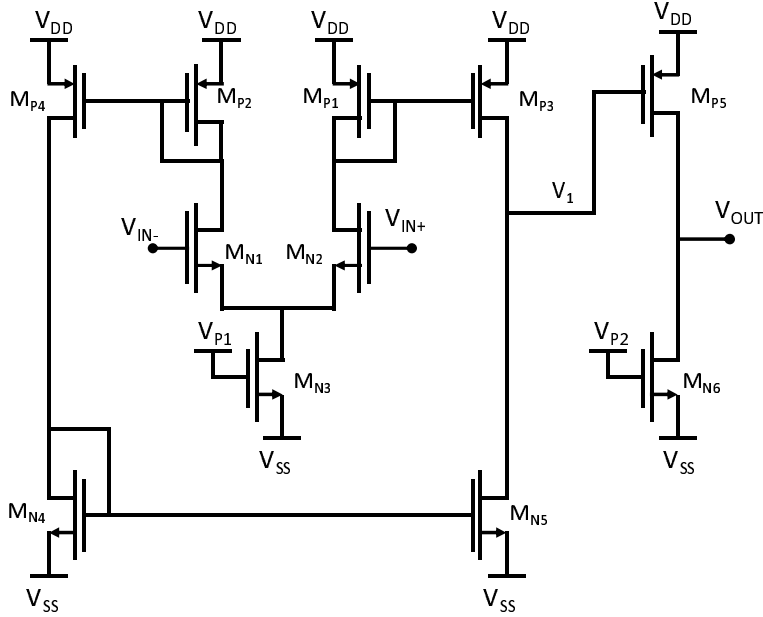 VDD VDD VDD VDD VDD
MP4 MP2 MP1 MP3 MP5
V1
VIN- MN1 MN2 VIN+ VOUT
VP1 VP2
MN3 MN6
VSS VSS
MN4 MN5
VSS VSS